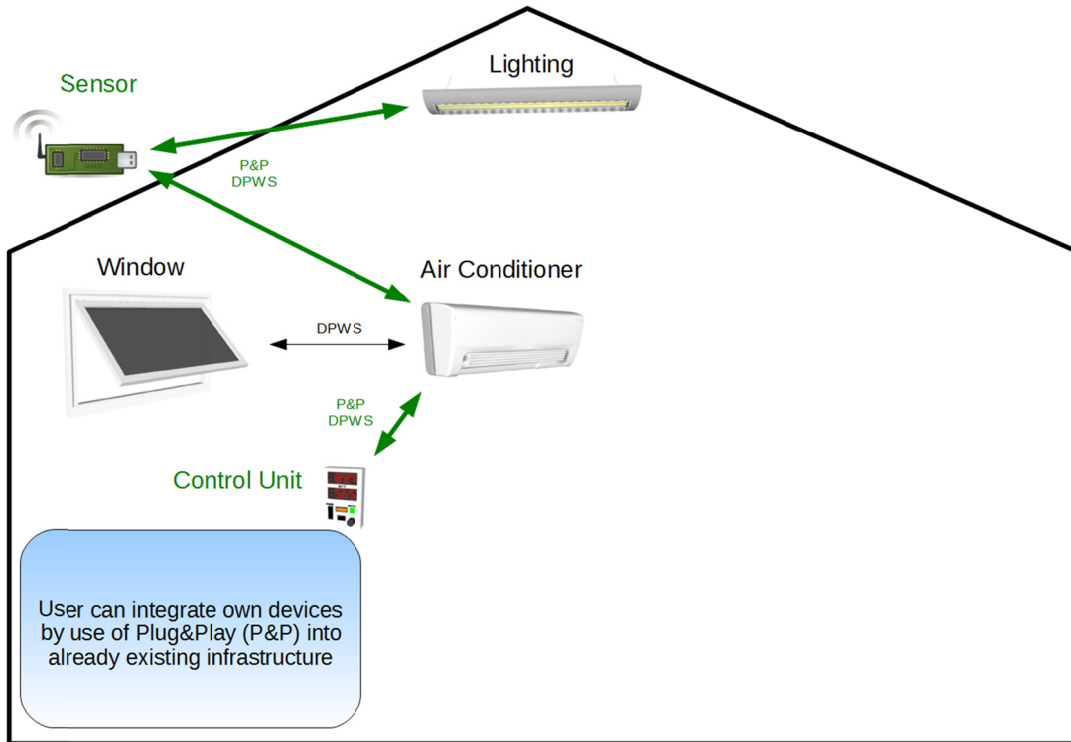 Lighting
Sensor
P&P
DPWS
Window
Air Conditioner
DPWS
P&P
DPWS
Control Unit
User can integrate own devices
by use of Plug&Play (P&P) into
already existing infrastructure